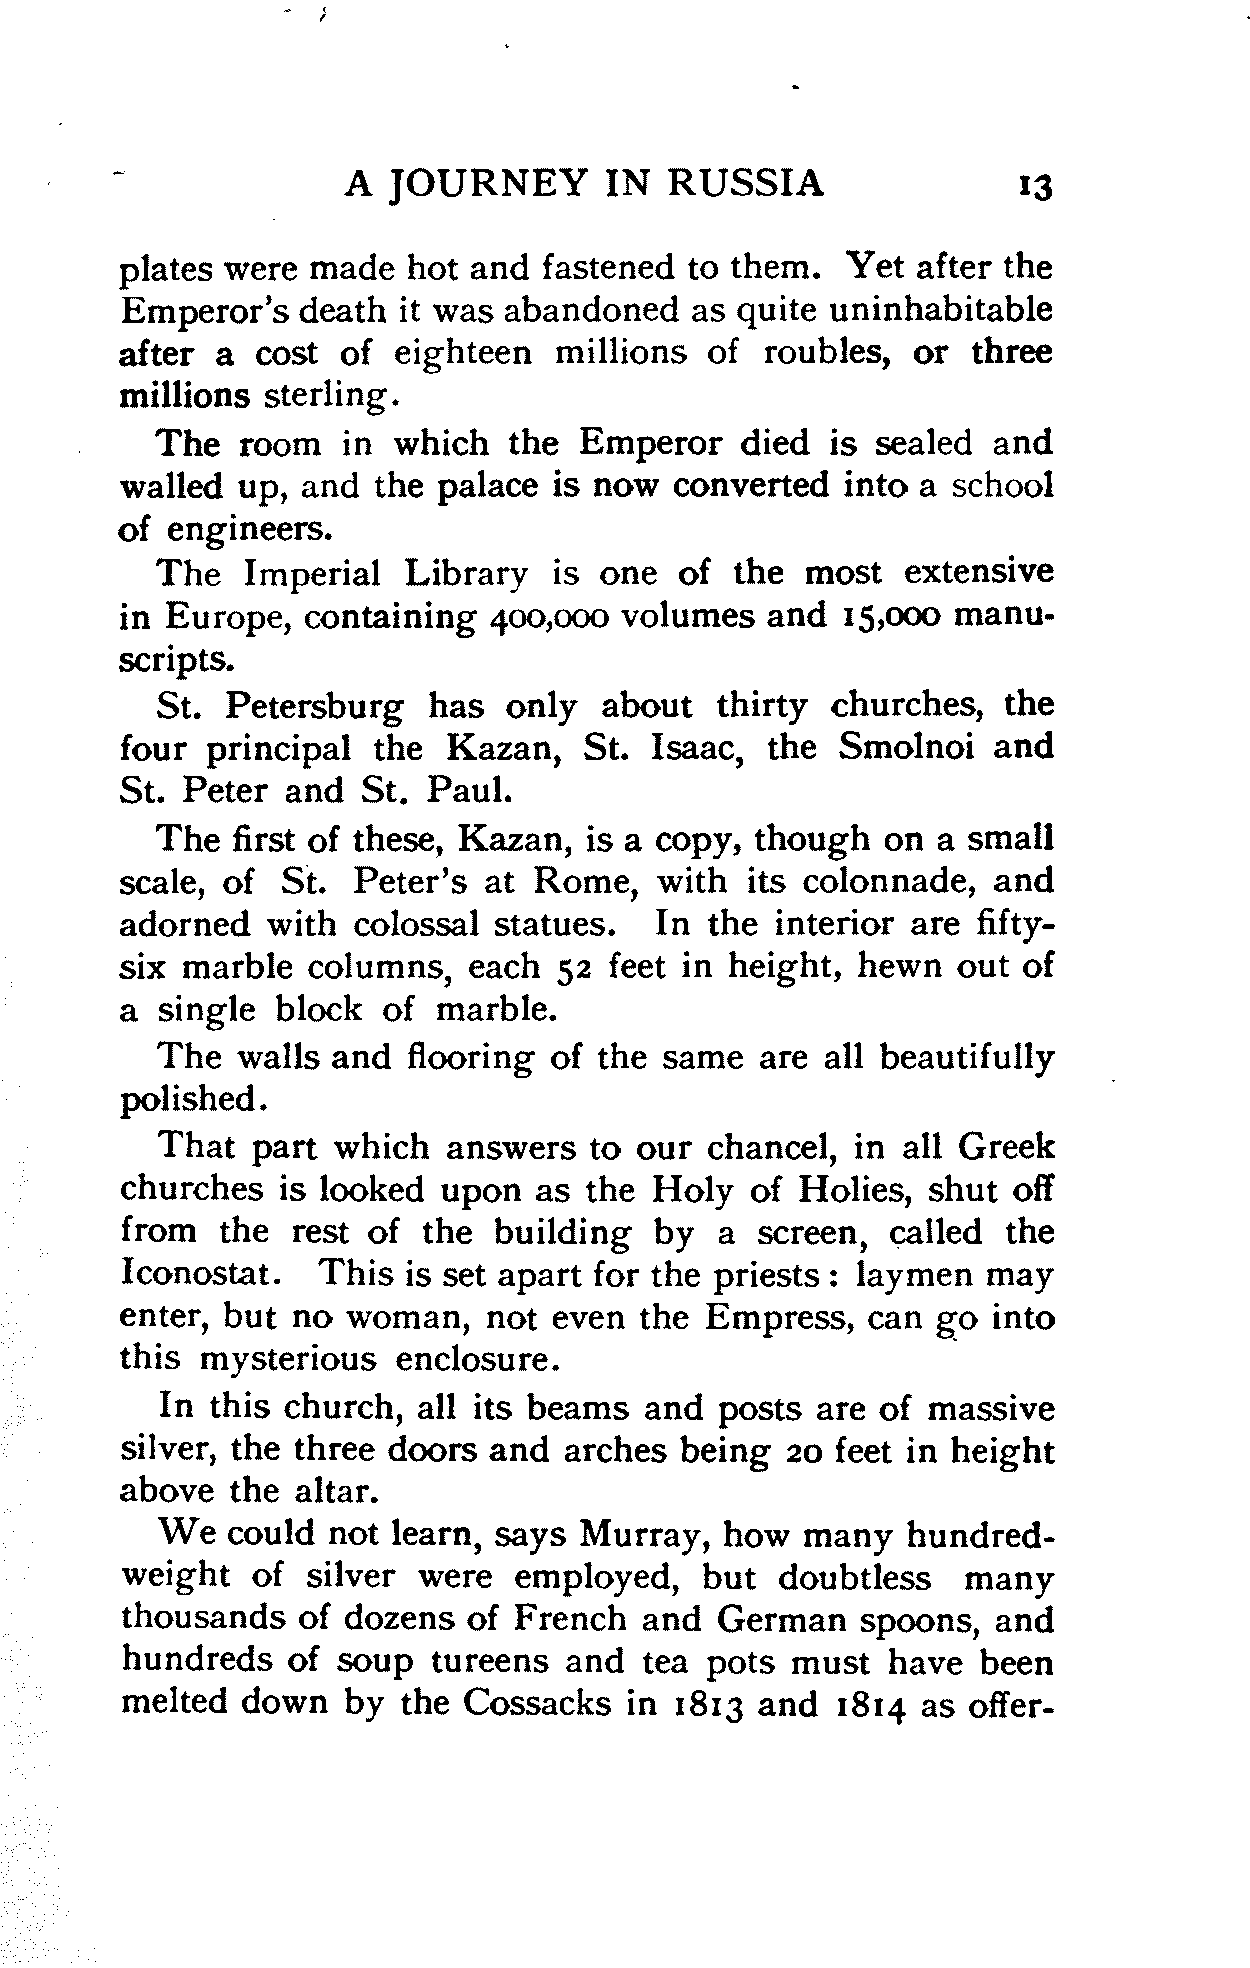 A JOURNEY IN RUSSIA 13
plates were made hot and fastened to them. Yet after the
Emperor's death it was abandoned as quite uninhabitable
after a cost of eighteen millions of roubles, or three
millions sterling.
The room in which the Emperor died is sealed and
walled up, and the palace is now converted into a school
of engineers.
The Imperial Library is one of the most extensive
in Europe, containing 400,000 volumes and 15,000 manu-
scripts.
St. Petersburg has only about thirty churches, the
four principal the Kazan, St. Isaac, the Smolnoi and
St. Peter and St. Paul.
The first of these, Kazan, is a copy, though on a small
scale, of St. Peter's at Rome, with its colonnade, and
adorned with colossal statues. In the interior are fifty-
six marble columns, each 52 feet in height, hewn out of
a single block of marble.
The walls and flooring of the same are all beautifully
polished.
That part which answers to our chancel, in all Greek
churches is looked upon as the Holy of Holies, shut off
from the rest of the building by a screen, called the
Iconostat. This is set apart for the priests : laymen may
enter, but no woman, not even the Empress, can go into
this mysterious enclosure.
In this church, all its beams and posts are of massive
silver, the three doors and arches being 20 feet in height
above the altar.
We could not learn, says Murray, how many hundred-
weight of silver were employed, but doubtless many
thousands of dozens of French and German spoons, and
hundreds of soup tureens and tea pots must have been
melted down by the Cossacks in 1813 and 1814 as offer-